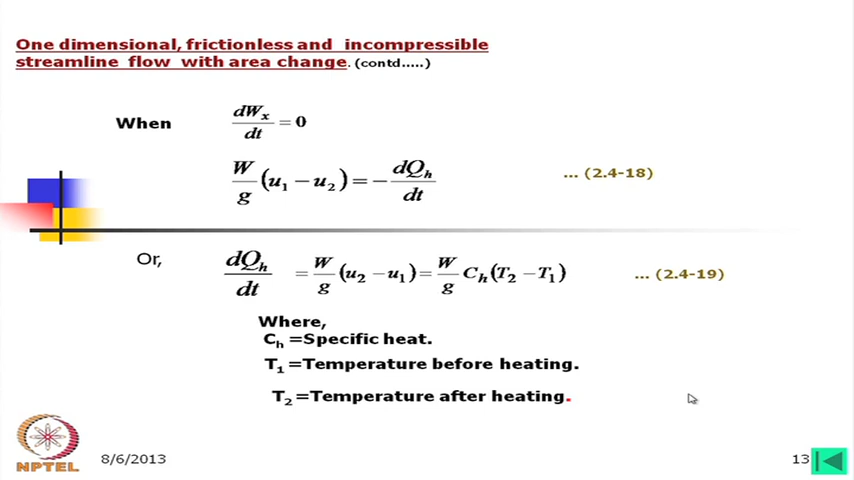 One dimensional, frictionless and incompressible
streamline flow with area change. (contd.....)
When dWₓ/dt = 0
W/g (u₁ − u₂) = − dQₕ/dt ... (2.4-18)
Or, dQₕ/dt = W/g (u₂ − u₁) = W/g Cₕ (T₂ − T₁) ... (2.4-19)
Where,
Cₕ =Specific heat.
T₁ =Temperature before heating.
T₂ =Temperature after heating.
NPTEL 8/6/2013 13